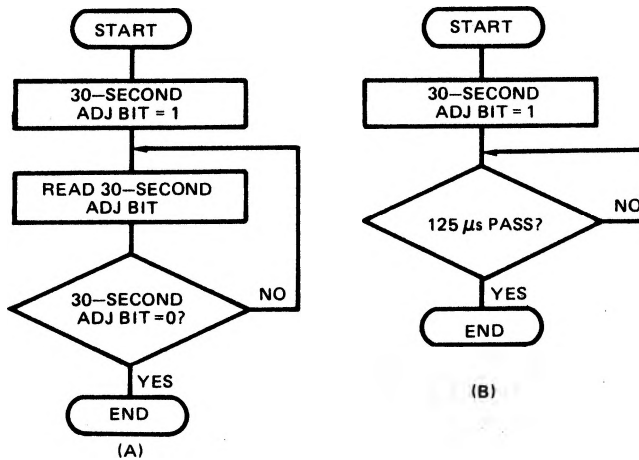 START
30–SECOND
ADJ BIT = 1
READ 30–SECOND
ADJ BIT
30–SECOND
ADJ BIT =0?
NO
YES
END
(A)
START
30–SECOND
ADJ BIT = 1
125 μs PASS?
NO
YES
END
(B)